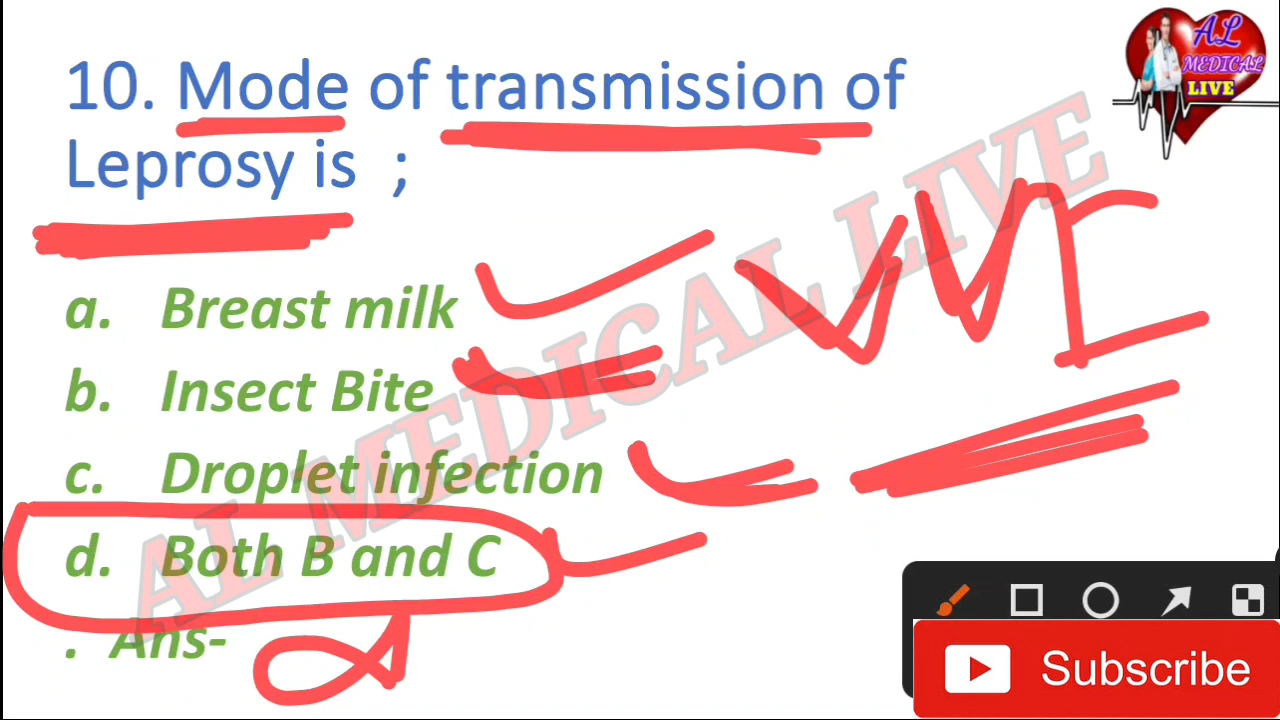 10. Mode of transmission of
Leprosy is ;
a. Breast milk
b. Insect Bite
c. Droplet infection
d. Both B and C
. Ans- d
VVI
AL MEDICAL LIVE
AL
MEDICAL
LIVE
Subscribe